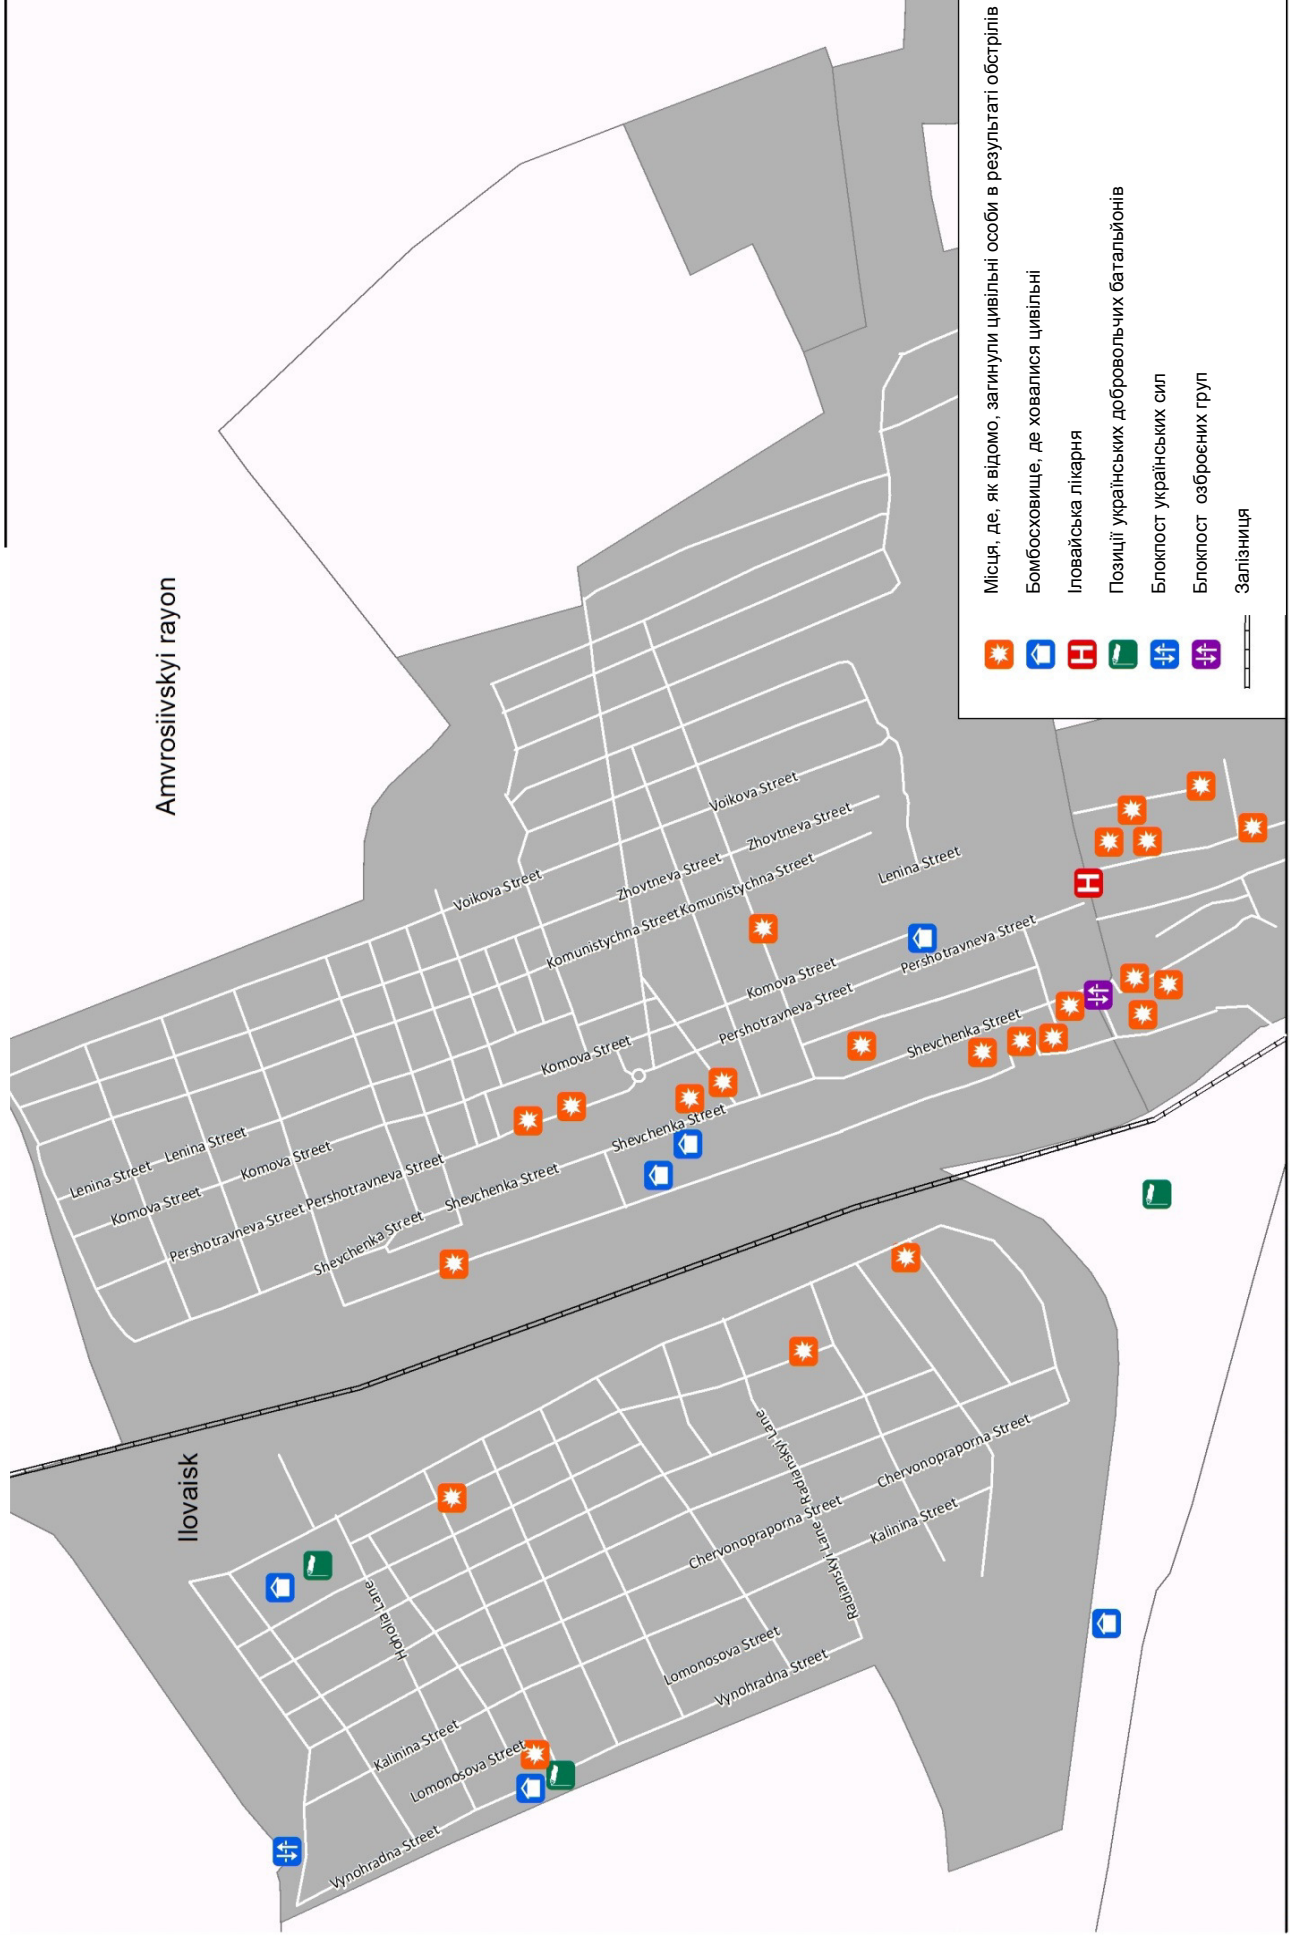 Amvrosiivskyi rayon
Ilovaisk
Voikova Street
Voikova Street
Zhovtneva Street
Zhovtneva Street
Komunistychna Street
Komunistychna Street
Lenina Street
Lenina Street
Lenina Street
Komova Street
Komova Street
Komova Street
Komova Street
Pershotravneva Street
Pershotravneva Street
Pershotravneva Street
Pershotravneva Street
Shevchenka Street
Shevchenka Street
Shevchenka Street
Shevchenka Street
Hoholia Lane
Radianskyi Lane
Radianskyi Lane
Chervonopraporna Street
Chervonopraporna Street
Kalinina Street
Kalinina Street
Lomonosova Street
Lomonosova Street
Vynohradna Street
Vynohradna Street
Місця, де, як відомо, загинули цивільні особи в результаті обстрілів
Бомбосховище, де ховалися цивільні
H Іловайська лікарня
Позиції українських добровольчих батальйонів
Блокпост українських сил
Блокпост озброєних груп
Залізниця
H